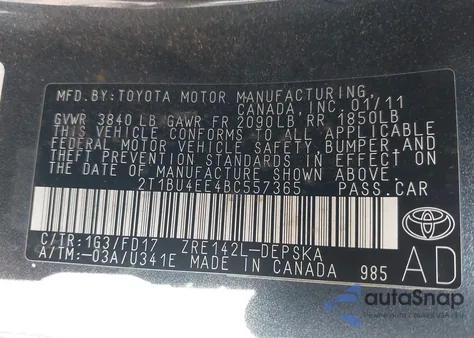 MFD. BY: TOYOTA MOTOR MANUFACTURING,
CANADA, INC. 01/11
GVWR 3840 LB GAWR FR 2090LB RR 1850LB
THIS VEHICLE CONFORMS TO ALL APPLICABLE
FEDERAL MOTOR VEHICLE SAFETY, BUMPER, AND
THEFT PREVENTION STANDARDS IN EFFECT ON
THE DATE OF MANUFACTURE SHOWN ABOVE.
2T1BU4EE4BC557365 PASS.CAR
C/TR:1G3/FD17 ZRE142L-DEPSKA
A/TM:-03A/U341E MADE IN CANADA 985 AD
autoSnap